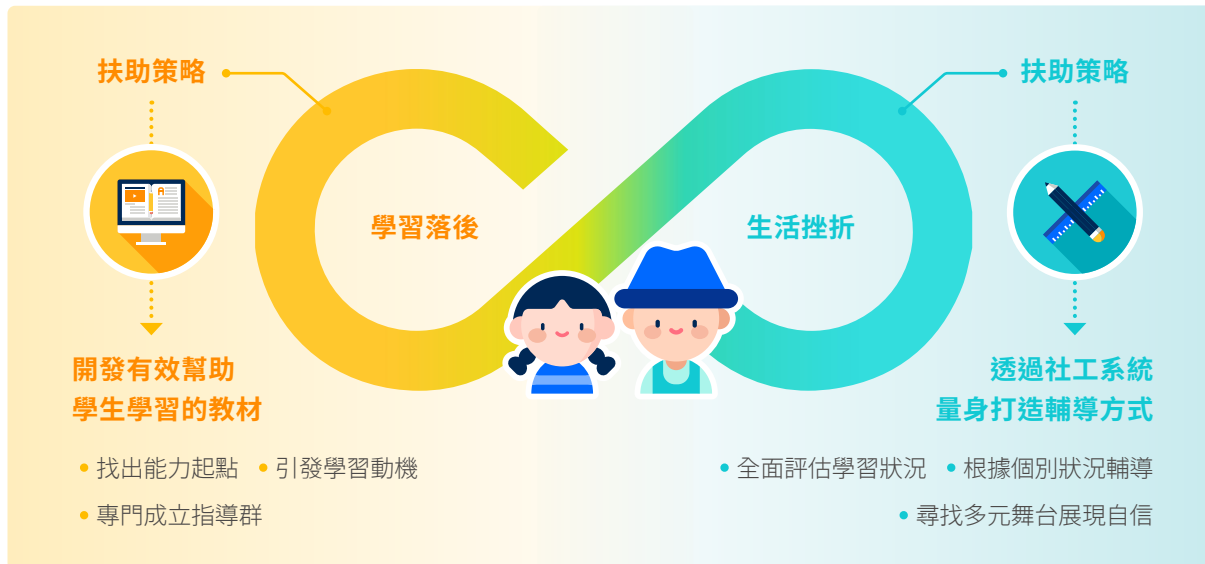 扶助策略
學習落後
開發有效幫助
學生學習的教材
• 找出能力起點 • 引發學習動機
• 專門成立指導群
扶助策略
生活挫折
透過社工系統
量身打造輔導方式
• 全面評估學習狀況 • 根據個別狀況輔導
• 尋找多元舞台展現自信